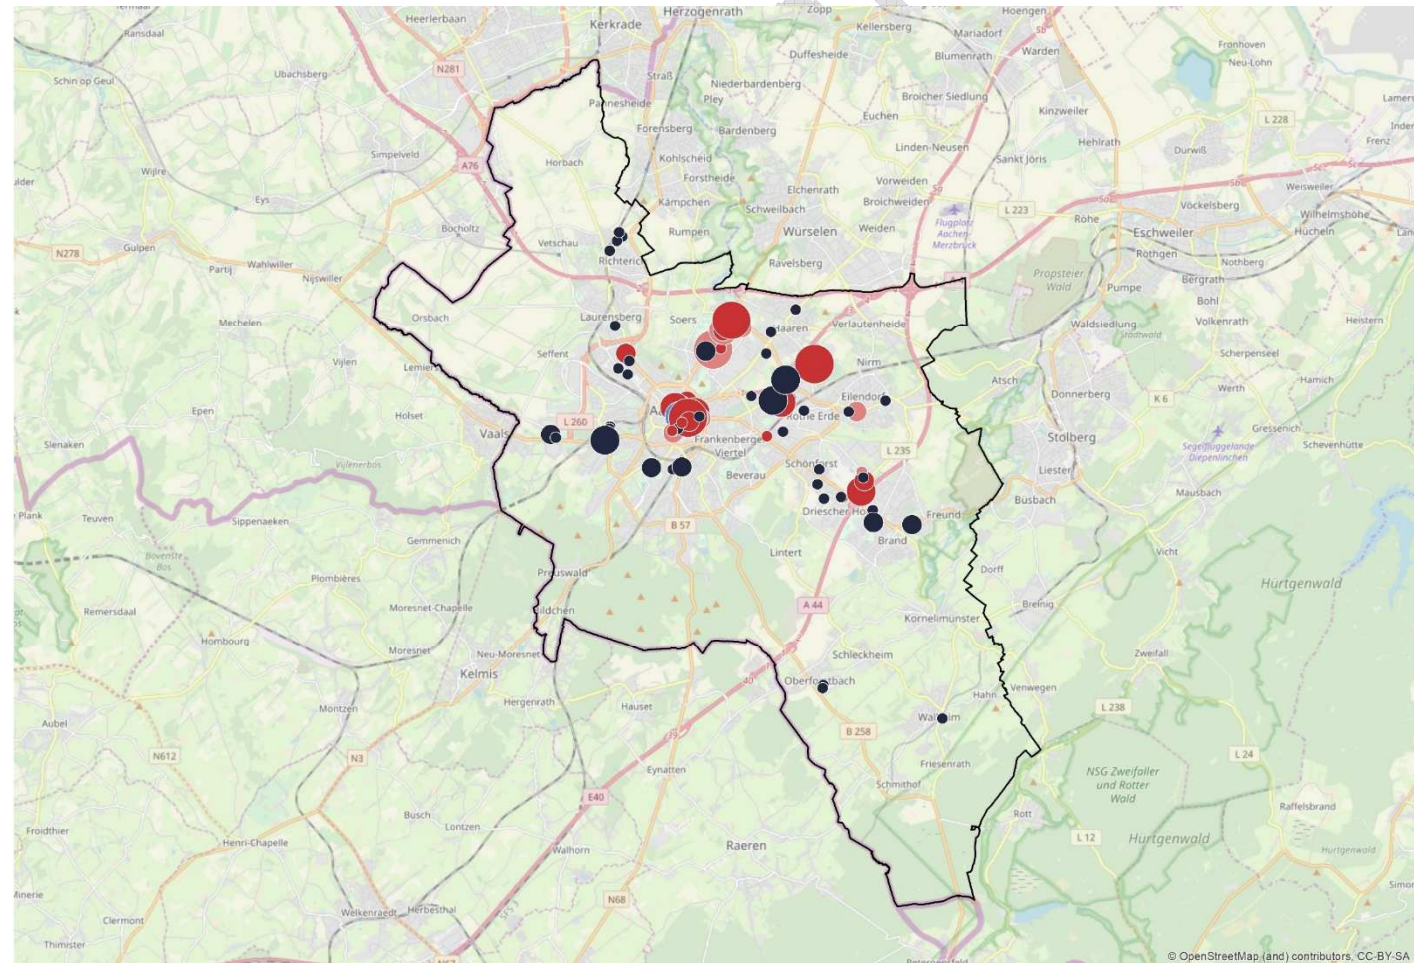 Ransdaal
Heerlerbaan
Kerkrade
Herzogenrath
Zopp
Kellersberg
Hoengen
Mariadorf
Duffesheide
Blumenrath
Warden
Fronhoven
Neu-Lohn
N281
Ubachsberg
Schin op Geul
Straß
Niederbardenberg
Pley
Broicher Siedlung
Kinzweiler
L 228
Pannesheide
Euchen
Forensberg
Bardenberg
Linden-Neusen
Hehlrath
Durwiß
Frenz
Simpelveld
A76
Horbach
Kohlscheid
Forstheide
Sankt Jöris
Wijlre
Elchenrath
Vorweiden
Weisweiler
Eys
Kämpchen
Schweilbach
Broichweiden
L 223
Röhe
Vöckelsberg
Wilhelmshöhe
Hücheln
Bocholtz
Vetschau
Rumpen
Würselen
Flugplatz
Aachen-
Merzbrück
Eschweiler
Gulpen
N278
Wahlwiller
Partij
Nijswiller
Ravelsberg
Weiden
Röthgen
Nothberg
Bergrath
Propsteier
Wald
Pumpe
Bohl
Volkenrath
Mechelen
Orsbach
Laurensberg
Soers
Haaren
Verlautenheide
Waldsiedlung
Heistern
Vijlen
Seffent
Nirm
Scherpenseel
Atsch
Werth
Hamich
Donnerberg
K 6
Epen
Holset
Eilendorf
Rothe Erde
Vaals
L 260
Stolberg
Gressenich
Schevenhütte
Slenaken
Vijlenerbos
Frankenberger
Viertel
L 235
Segelfluggelände
Diepenlinchen
Liester
Beverau
Schönforst
Mausbach
Büsbach
Teuven
Sippenaeken
B 57
Freund
Brand
Gemmenich
Lintert
Vicht
Bovenste
Bos
Plombières
Preuswald
Dorff
Hürtgenwald
Remersdaal
Moresnet-Chapelle
A 44
Breinig
Kornelimünster
Hombourg
Moresnet
Neu-Moresnet
Schleckheim
Zweifall
Kelmis
40
Hahn
Venwegen
Montzen
Hergenrath
Hauset
L 238
Aubel
39
B 258
N612
N3
Friesenrath
L 24
Eynatten
NSG Zweifaller
und Rotter
Wald
Schmithof
E40
Raffelsbrand
Busch
Rott
Froidthier
Lontzen
L 12
Hurtgenwald
Hurtgenwald
Henri-Chapelle
Raeren
Walhorn
N68
Welkenraedt
Herbesthal
Clermont
Thimister
© OpenStreetMap (and) contributors, CC-BY-SA